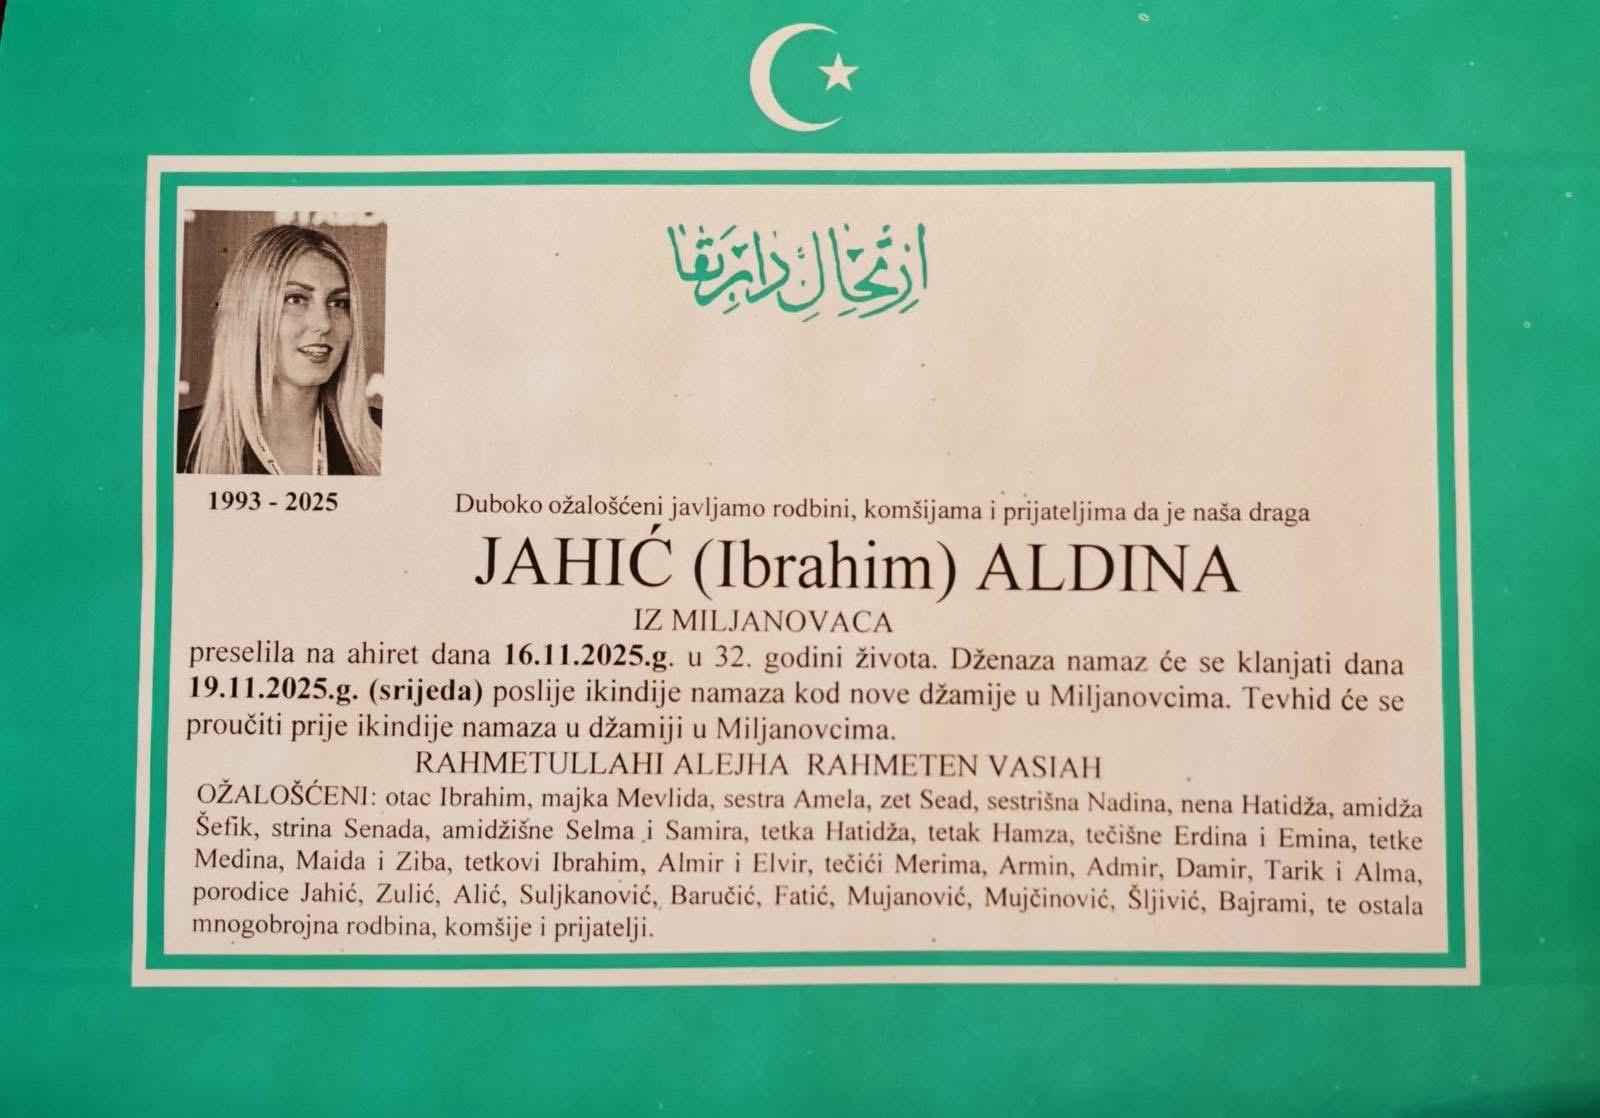 ارتحال دار بقا
1993 - 2025
Duboko ožalošćeni javljamo rodbini, komšijama i prijateljima da je naša draga
JAHIĆ (Ibrahim) ALDINA
IZ MILJANOVACA
preselila na ahiret dana 16.11.2025.g. u 32. godini života. Dženaza namaz će se klanjati dana
19.11.2025.g. (srijeda) poslije ikindije namaza kod nove džamije u Miljanovcima. Tevhid će se
proučiti prije ikindije namaza u džamiji u Miljanovcima.
RAHMETULLAHI ALEJHA RAHMETEN VASIAH
OŽALOŠĆENI: otac Ibrahim, majka Mevlida, sestra Amela, zet Sead, sestrišna Nadina, nena Hatidža, amidža
Šefik, strina Senada, amidžišne Selma i Samira, tetka Hatidža, tetak Hamza, tečišne Erdina i Emina, tetke
Medina, Maida i Ziba, tetkovi Ibrahim, Almir i Elvir, tečići Merima, Armin, Admir, Damir, Tarik i Alma,
porodice Jahić, Zulić, Alić, Suljkanović, Baručić, Fatić, Mujanović, Mujčinović, Šljivić, Bajrami, te ostala
mnogobrojna rodbina, komšije i prijatelji.